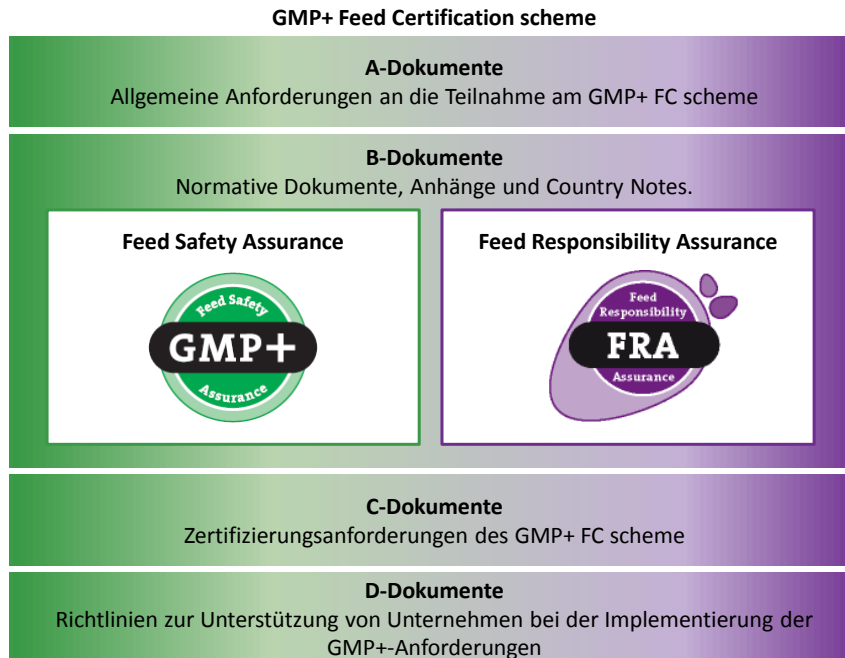 GMP+ Feed Certification scheme
A-Dokumente
Allgemeine Anforderungen an die Teilnahme am GMP+ FC scheme
B-Dokumente
Normative Dokumente, Anhänge und Country Notes.
Feed Safety Assurance
Feed Safety
GMP+
Assurance
Feed Responsibility Assurance
Feed
Responsibility
FRA
Assurance
C-Dokumente
Zertifizierungsanforderungen des GMP+ FC scheme
D-Dokumente
Richtlinien zur Unterstützung von Unternehmen bei der Implementierung der
GMP+-Anforderungen